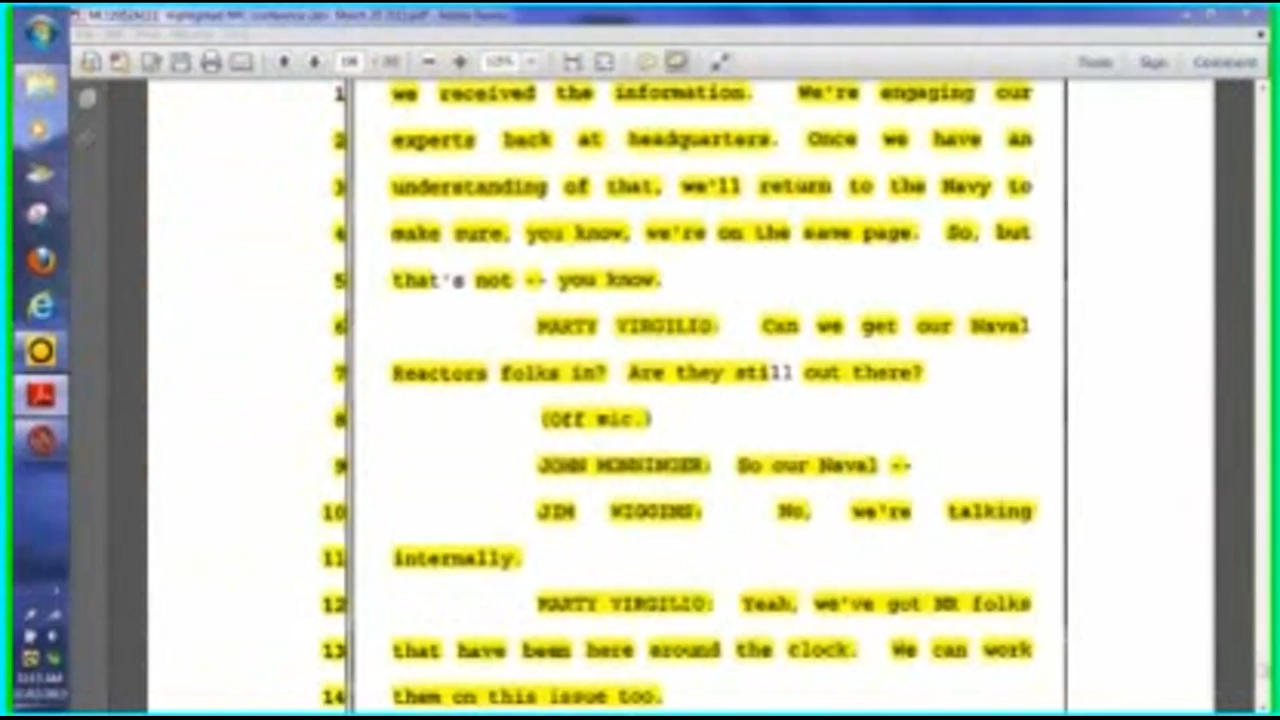 Tools Sign Comment
1 we received the information. We're engaging our
2 experts back at headquarters. Once we have an
3 understanding of that, we'll return to the Navy to
4 make sure, you know, we're on the same page. So, but
5 that's not -- you know.
6 MARTY VIRGILIO: Can we get our Naval
7 Reactors folks in? Are they still out there?
8 (Off mic.)
9 JOHN MONNINGER: So our Naval --
10 JIM WIGGINS: No, we're talking
11 internally.
12 MARTY VIRGILIO: Yeah, we've got NR folks
13 that have been here around the clock. We can work
14 them on this issue too.